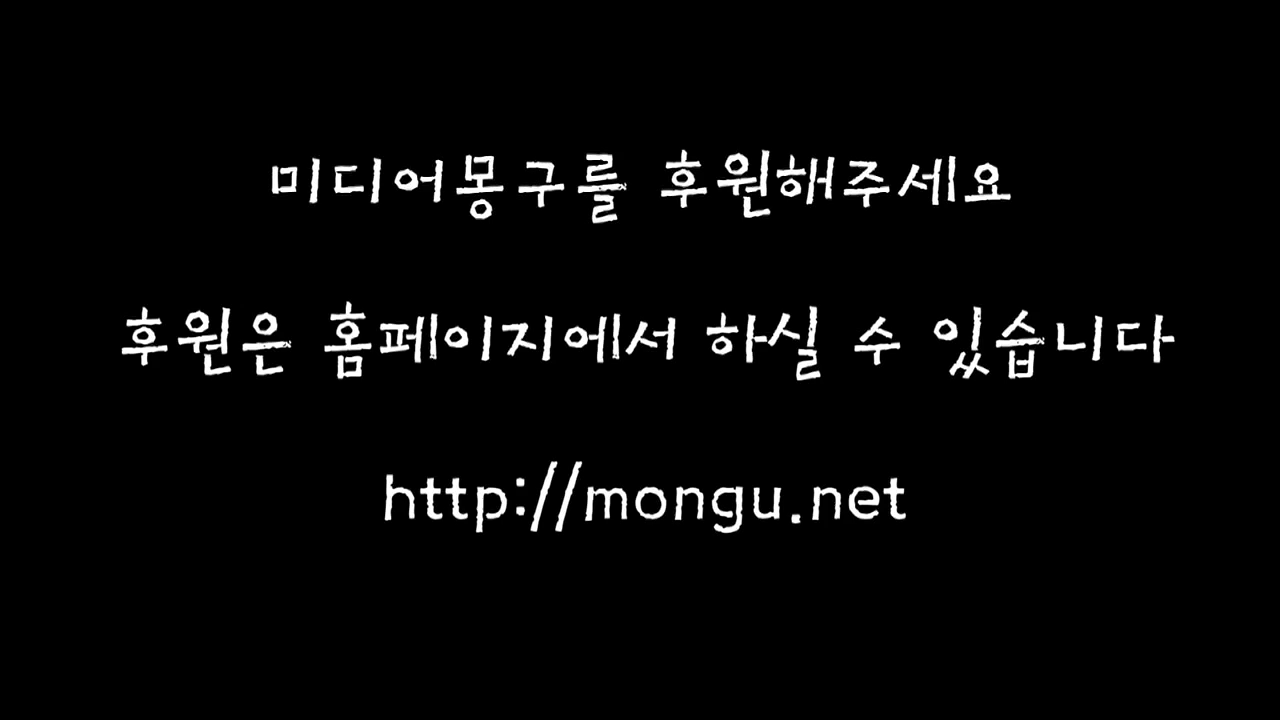 미디어몽구를 후원해주세요
후원은 홈페이지에서 하실 수 있습니다
http://mongu.net